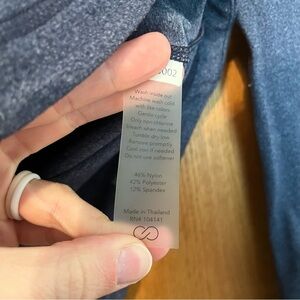 002
Wash inside out
Machine wash cold
with like colors
Gentle cycle
Only non chlorine
bleach when needed
Tumble dry low
Remove promptly
Cool iron if needed
Do not use softener
46% Nylon
42% Polyester
12% Spandex
Made in Thailand
RN# 104141